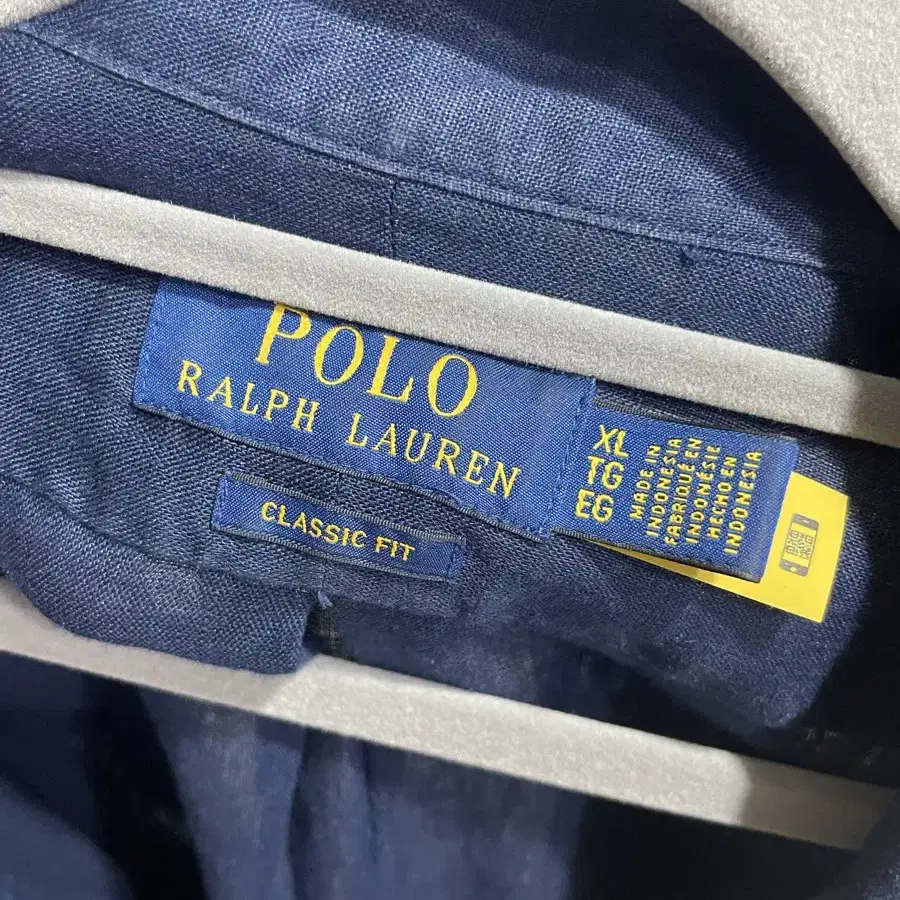 POLO
RALPH LAUREN
CLASSIC FIT
XL
TG
EG
MADE IN
INDONESIA
FABRIQUÉ EN
INDONÉSIE
HECHO EN
INDONESIA